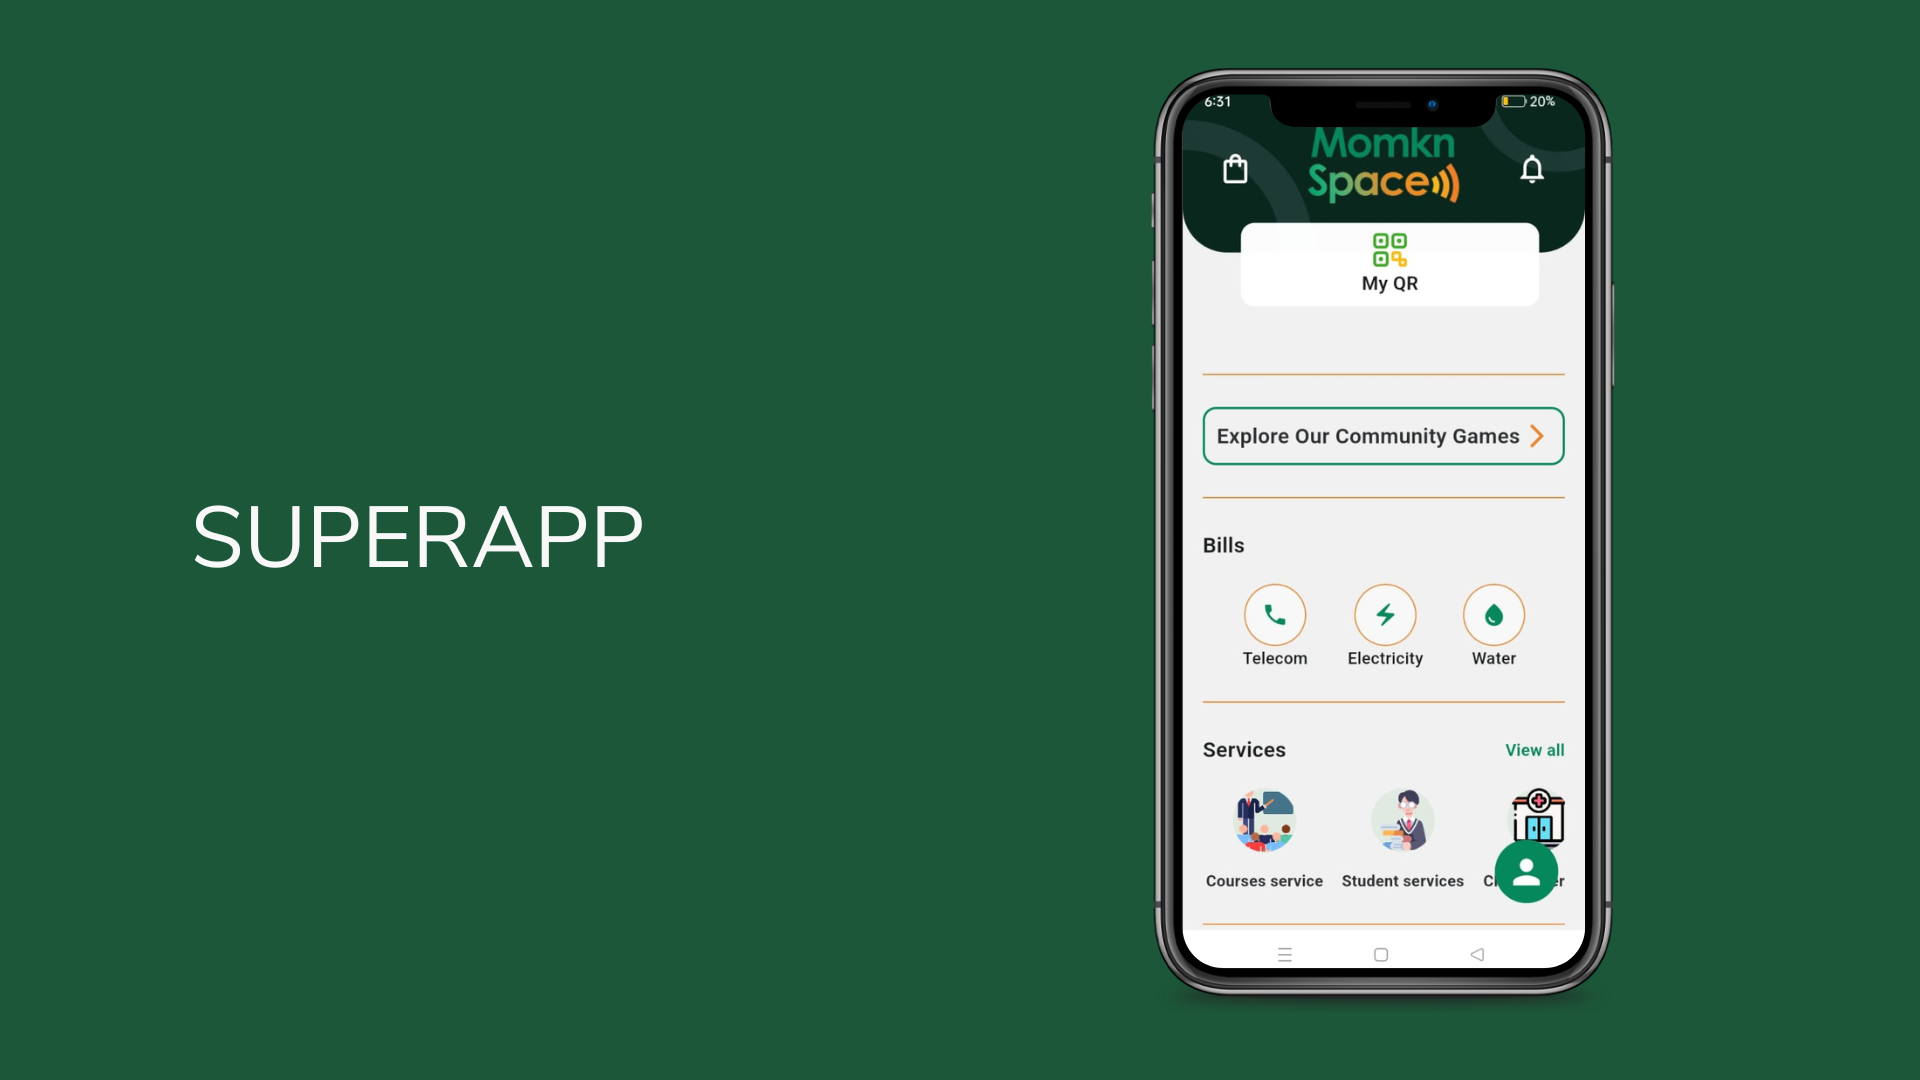 SUPERAPP
6:31
20%
Momkn
Space
My QR
Explore Our Community Games
Bills
Telecom Electricity Water
Services View all
Courses service Student services